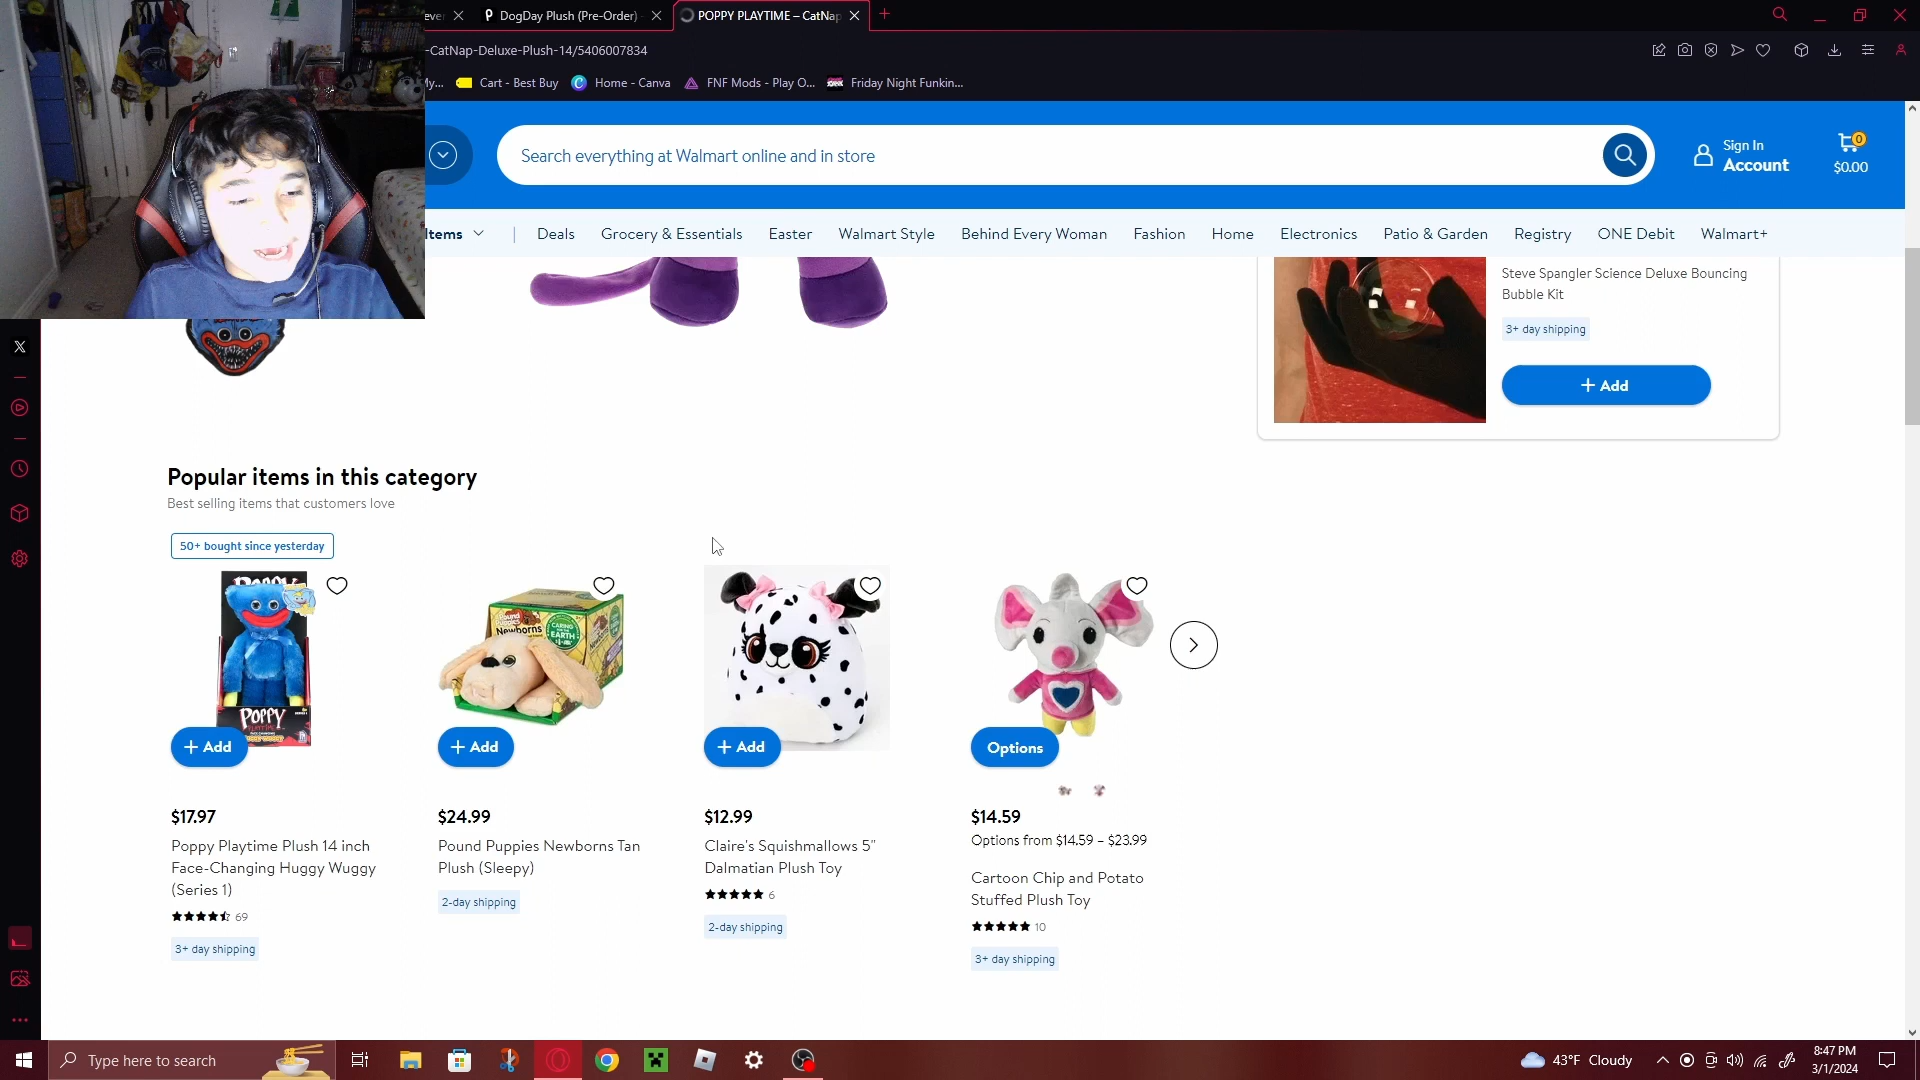 ever
DogDay Plush (Pre-Order)
POPPY PLAYTIME – CatNap
-CatNap-Deluxe-Plush-14/5406007834
My...
Cart - Best Buy
Home - Canva
FNF Mods - Play O...
Friday Night Funkin...
Search everything at Walmart online and in store
Sign In
Account
0
$0.00
Items
Deals
Grocery & Essentials
Easter
Walmart Style
Behind Every Woman
Fashion
Home
Electronics
Patio & Garden
Registry
ONE Debit
Walmart+
Steve Spangler Science Deluxe Bouncing
Bubble Kit
3+ day shipping
+ Add
Popular items in this category
Best selling items that customers love
50+ bought since yesterday
POPPY
Pound Puppies
Newborns
CARING
EARTH
POPPY
+ Add
+ Add
+ Add
Options
$17.97
Poppy Playtime Plush 14 inch
Face-Changing Huggy Wuggy
(Series 1)
69
3+ day shipping
$24.99
Pound Puppies Newborns Tan
Plush (Sleepy)
2-day shipping
$12.99
Claire's Squishmallows 5"
Dalmatian Plush Toy
6
2-day shipping
$14.59
Options from $14.59 – $23.99
Cartoon Chip and Potato
Stuffed Plush Toy
10
3+ day shipping
Type here to search
43°F Cloudy
8:47 PM
3/1/2024